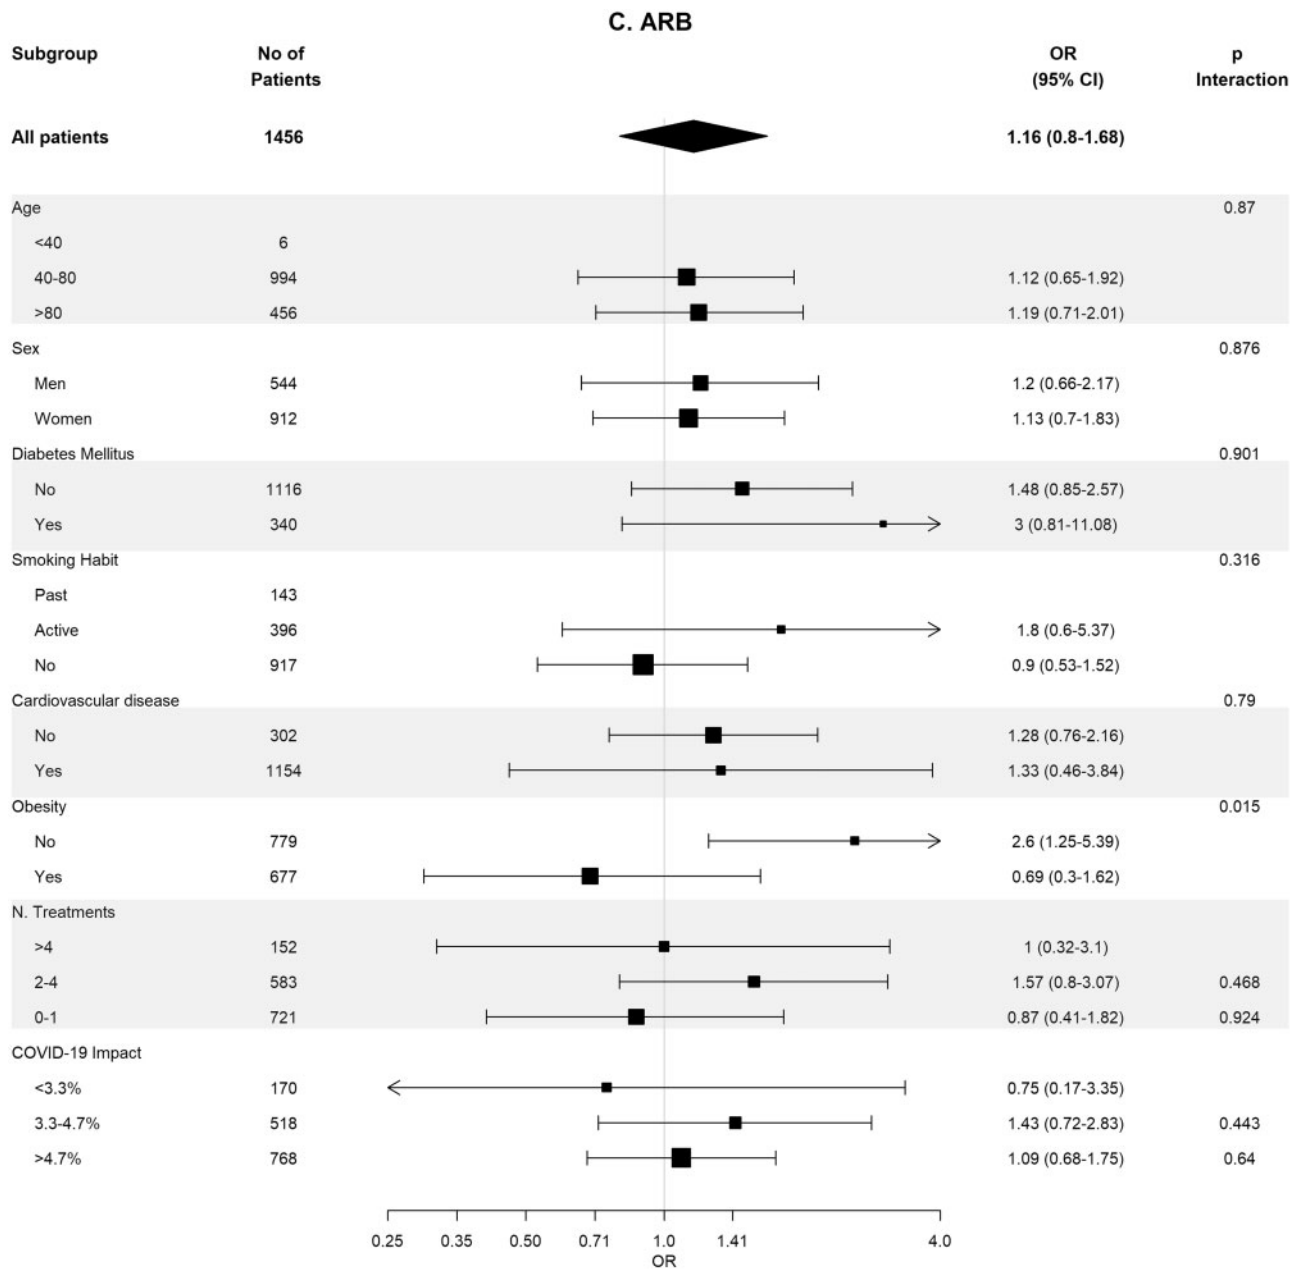 C. ARB
Subgroup No of Patients OR (95% CI) p Interaction
All patients 1456 1.16 (0.8-1.68)
Age 0.87
<40 6
40-80 994 1.12 (0.65-1.92)
>80 456 1.19 (0.71-2.01)
Sex 0.876
Men 544 1.2 (0.66-2.17)
Women 912 1.13 (0.7-1.83)
Diabetes Mellitus 0.901
No 1116 1.48 (0.85-2.57)
Yes 340 3 (0.81-11.08)
Smoking Habit 0.316
Past 143
Active 396 1.8 (0.6-5.37)
No 917 0.9 (0.53-1.52)
Cardiovascular disease 0.79
No 302 1.28 (0.76-2.16)
Yes 1154 1.33 (0.46-3.84)
Obesity 0.015
No 779 2.6 (1.25-5.39)
Yes 677 0.69 (0.3-1.62)
N. Treatments
>4 152 1 (0.32-3.1)
2-4 583 1.57 (0.8-3.07) 0.468
0-1 721 0.87 (0.41-1.82) 0.924
COVID-19 Impact
<3.3% 170 0.75 (0.17-3.35)
3.3-4.7% 518 1.43 (0.72-2.83) 0.443
>4.7% 768 1.09 (0.68-1.75) 0.64
0.25 0.35 0.50 0.71 1.0 1.41 4.0
OR